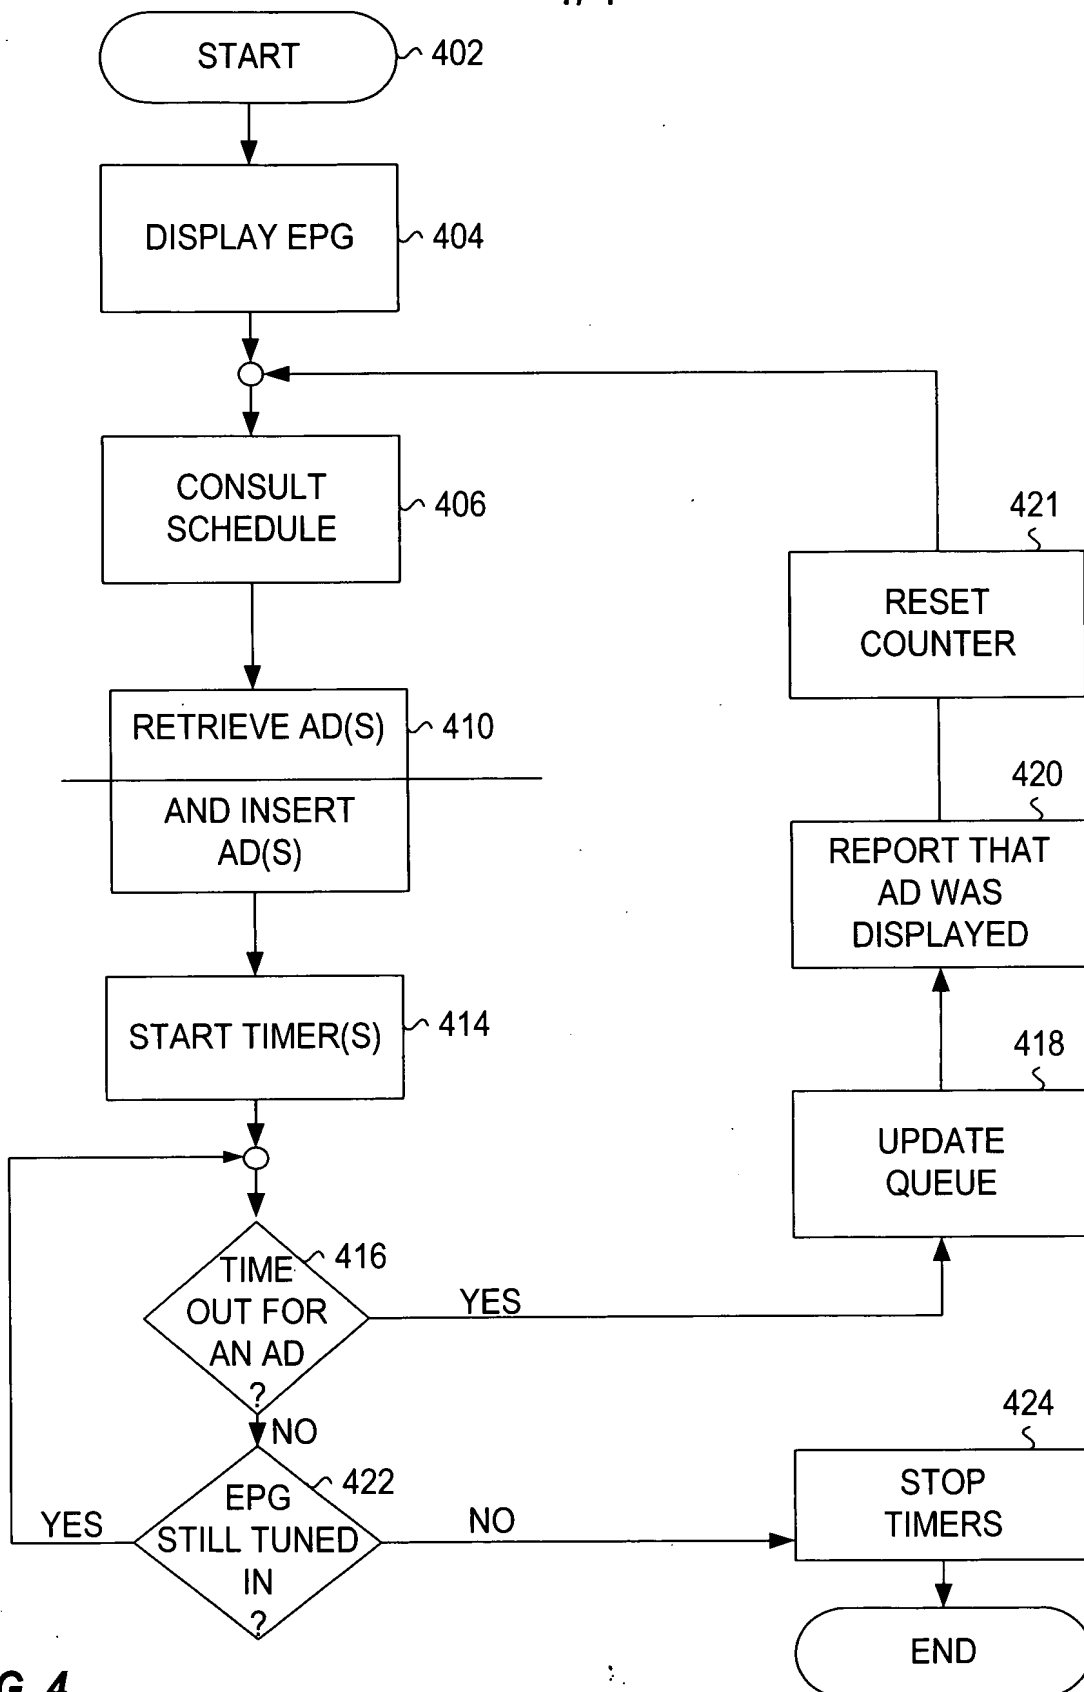 START
402
DISPLAY EPG
404
CONSULT
SCHEDULE
406
RETRIEVE AD(S)
410
AND INSERT
AD(S)
START TIMER(S)
414
TIME
OUT FOR
AN AD
?
416
YES
NO
EPG
STILL TUNED
IN
?
422
YES
NO
421
RESET
COUNTER
420
REPORT THAT
AD WAS
DISPLAYED
418
UPDATE
QUEUE
424
STOP
TIMERS
END
G. 4